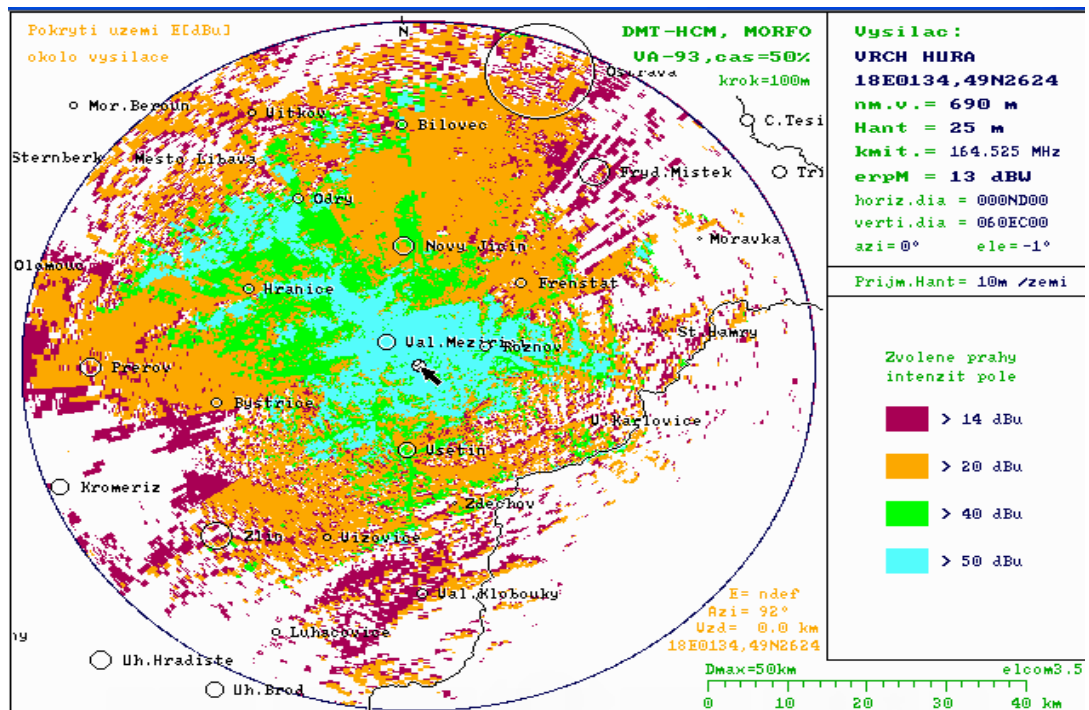 Pokryti uzemi E[dBu]
okolo vysilace
N
DMT-HCM, MORFO
VA-93,cas=50%
krok=100m
Ostrava
Mor.Beroun
Vitkov
Bilovec
C.Tesi
Sternberk
Mesto Libava
Fryd.Mistek
Tri
Odry
Moravka
Novy Jicin
Olomouc
Hranice
Frenstat
St.Hamry
Val.Mezirici
Roznov
Prerov
Bystrice
V.Karlovice
Vsetin
Kromeriz
Zdechov
Zlin
Vizovice
Val.Klobouky
Luhacovice
ny
Uh.Hradiste
Uh.Brod
E= ndef
Azi= 92°
Vzd= 0.0 km
18E0134,49N2624
Dmax=50km
elcom3.5
0 10 20 30 40 km
Vysilac:
VRCH HURA
18E0134,49N2624
nm.v.= 690 m
Hant = 25 m
kmit.= 164.525 MHz
erpM = 13 dBW
horiz.dia = 000ND00
verti.dia = 060EC00
azi= 0° ele= -1°
Prijm.Hant= 10m /zemi
Zvolene prahy
intenzit pole
> 14 dBu
> 20 dBu
> 40 dBu
> 50 dBu